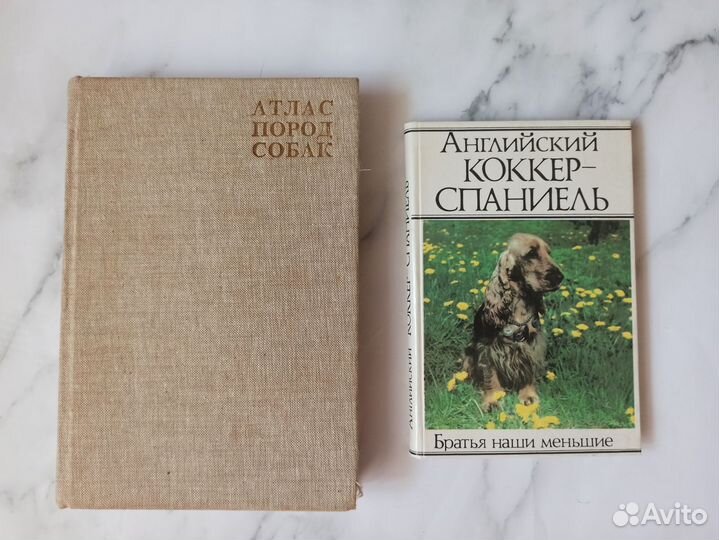 АТЛАС
ПОРОД
СОБАК
Английский
КОККЕР-
СПАНИЕЛЬ
Братья наши меньшие
Английский КОККЕР-СПАНИЕЛЬ
Avito